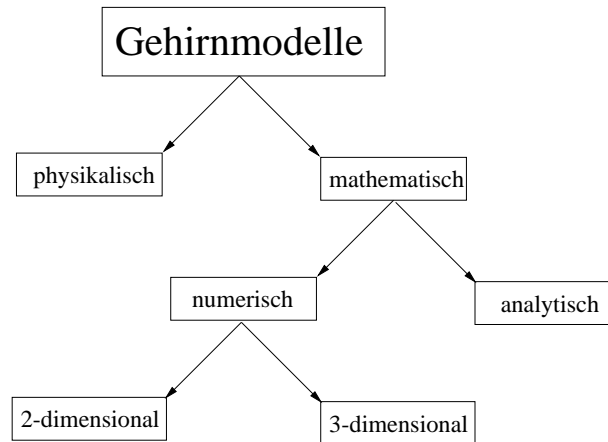 Gehirnmodelle
physikalisch
mathematisch
numerisch
analytisch
2-dimensional
3-dimensional